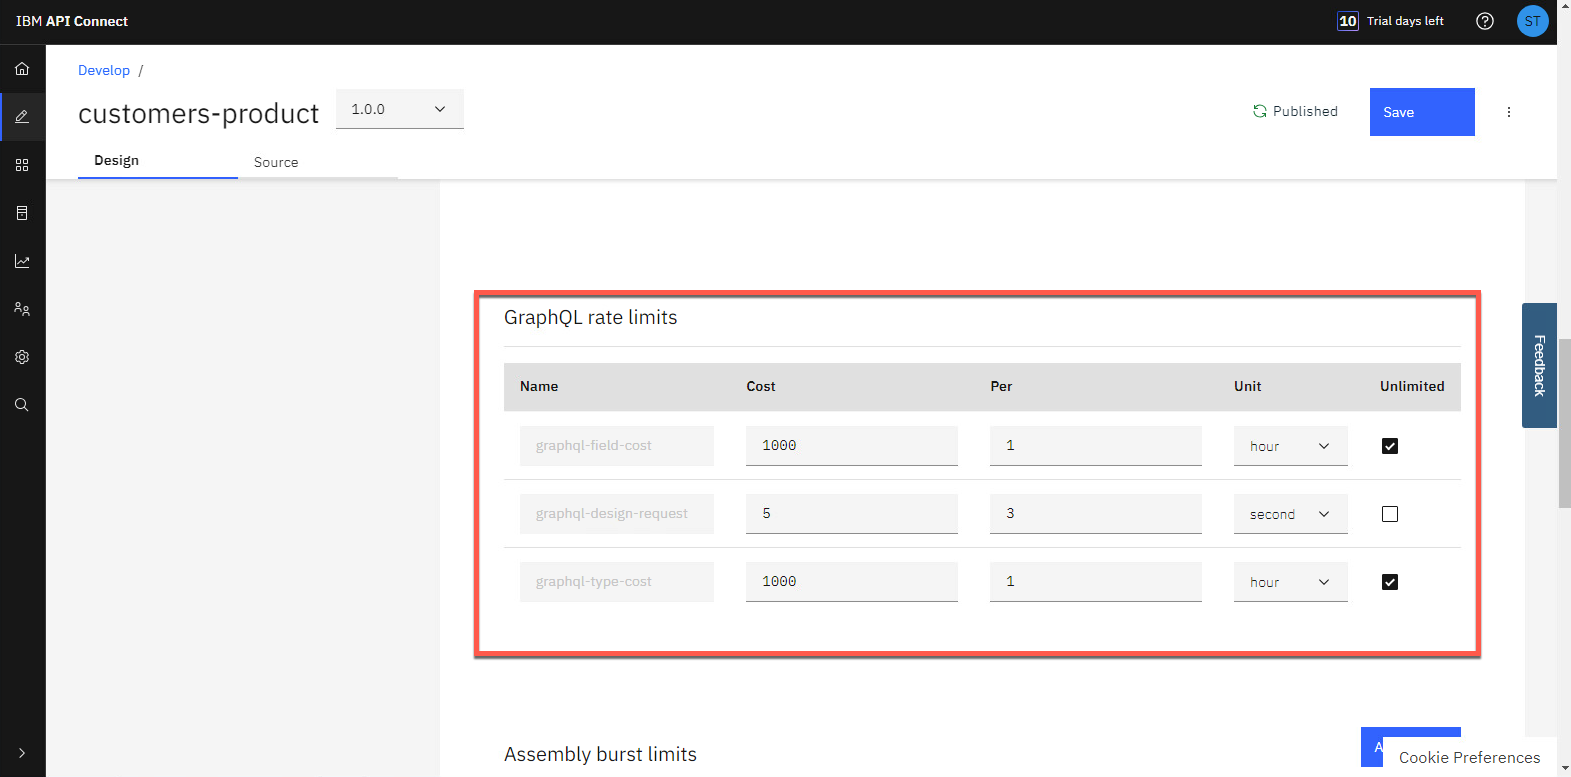 IBM API Connect
10 Trial days left
ST
Develop /
customers-product 1.0.0
Published
Save
Design
Source
GraphQL rate limits
Name Cost Per Unit Unlimited
graphql-field-cost 1000 1 hour
graphql-design-request 5 3 second
graphql-type-cost 1000 1 hour
Feedback
Assembly burst limits
Cookie Preferences